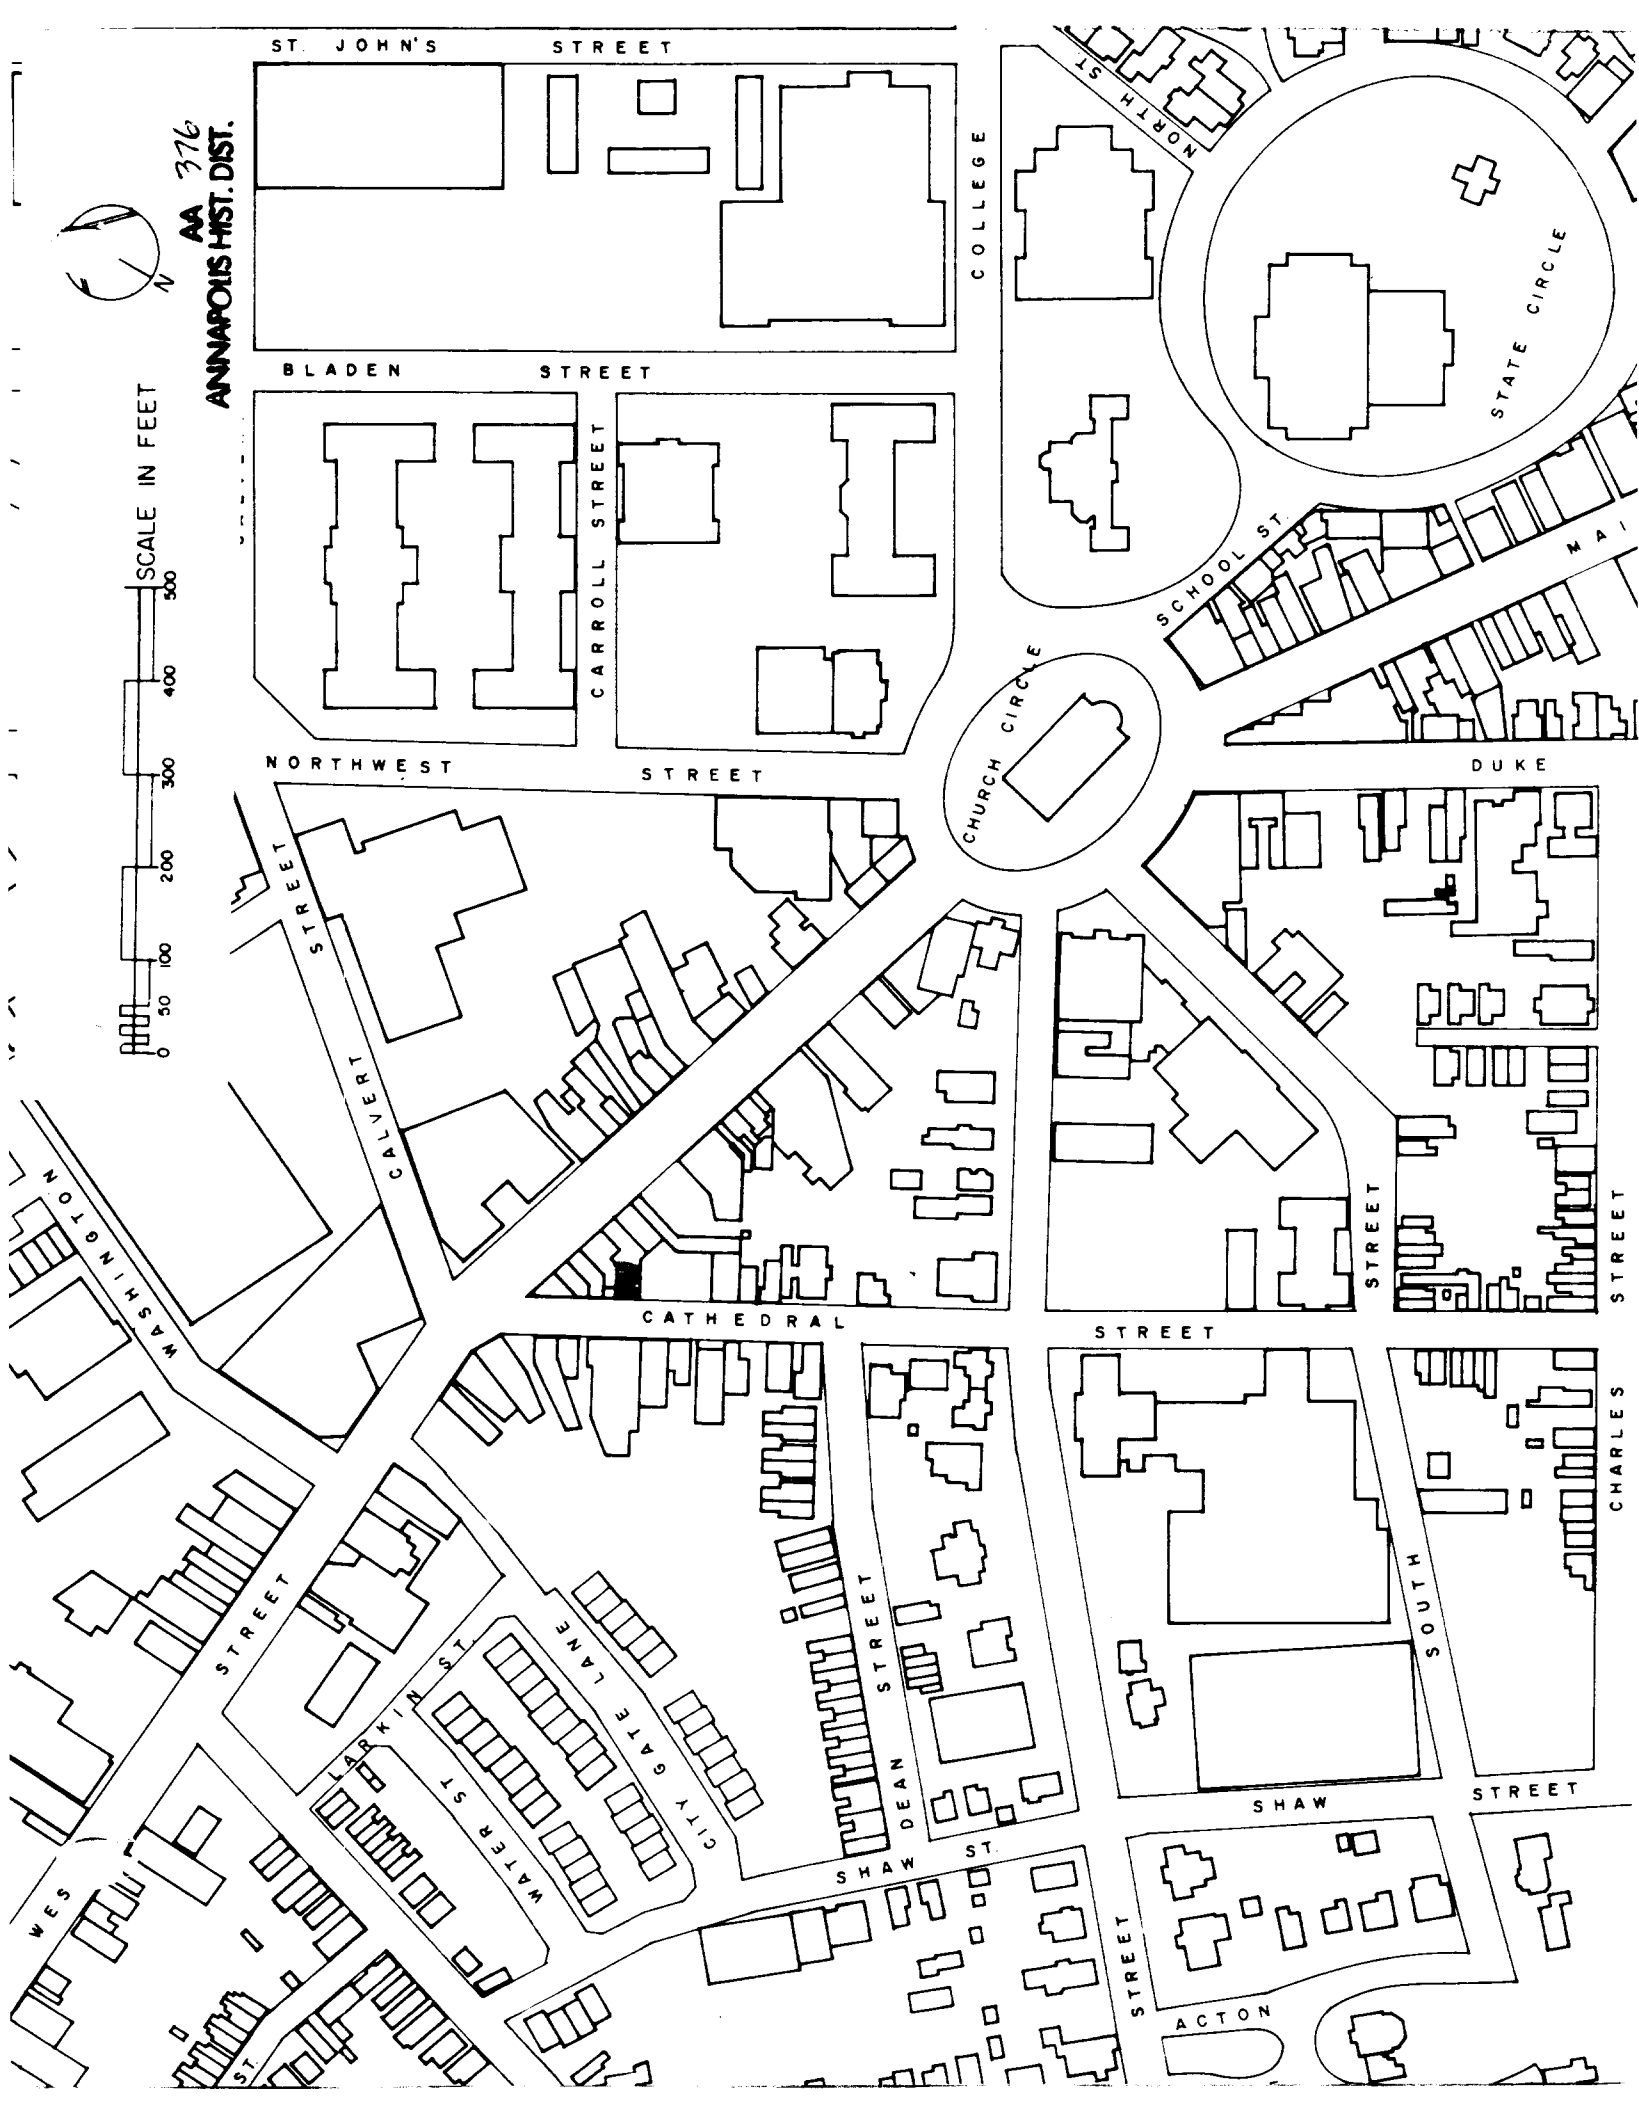 ST. JOHN'S STREET
NORTH ST
AA 376
ANNAPOLIS HIST. DIST.
N
COLLEGE
STATE CIRCLE
BLADEN STREET
SCALE IN FEET
500
400
300
200
100
50
0
CARROLL STREET
SCHOOL ST.
MAI
CHURCH CIRCLE
NORTHWEST STREET
DUKE
STREET
CALVERT
WASHINGTON
CATHEDRAL STREET
STREET
STREET
CHARLES
SOUTH
STREET
STREET
DEAN
LARKIN ST.
CITY GATE LANE
WATER ST
SHAW STREET
SHAW ST.
WES
STREET
ACTON
ST.